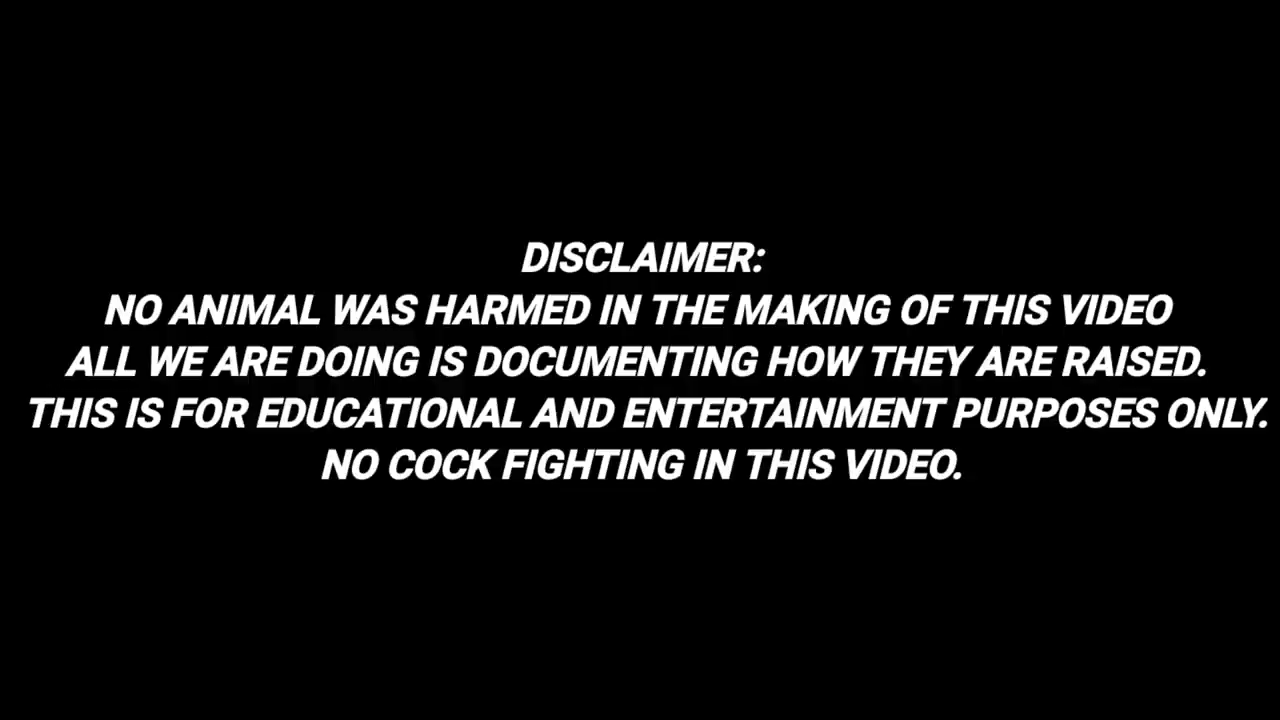 DISCLAIMER:
NO ANIMAL WAS HARMED IN THE MAKING OF THIS VIDEO
ALL WE ARE DOING IS DOCUMENTING HOW THEY ARE RAISED.
THIS IS FOR EDUCATIONAL AND ENTERTAINMENT PURPOSES ONLY.
NO COCK FIGHTING IN THIS VIDEO.